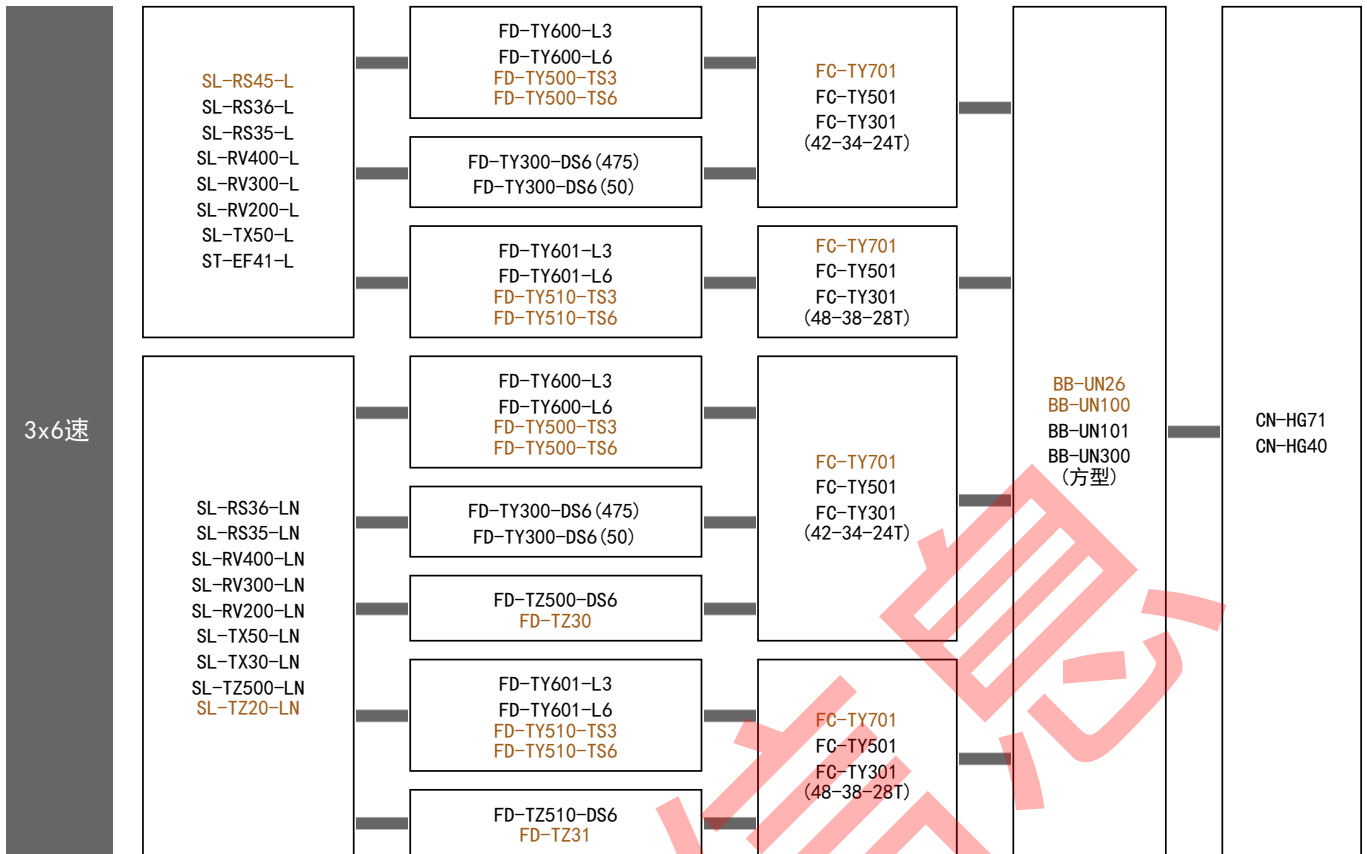 3x6速
SL-RS45-L
SL-RS36-L
SL-RS35-L
SL-RV400-L
SL-RV300-L
SL-RV200-L
SL-TX50-L
ST-EF41-L
FD-TY600-L3
FD-TY600-L6
FD-TY500-TS3
FD-TY500-TS6
FD-TY300-DS6(475)
FD-TY300-DS6(50)
FC-TY701
FC-TY501
FC-TY301
(42-34-24T)
FD-TY601-L3
FD-TY601-L6
FD-TY510-TS3
FD-TY510-TS6
FC-TY701
FC-TY501
FC-TY301
(48-38-28T)
SL-RS36-LN
SL-RS35-LN
SL-RV400-LN
SL-RV300-LN
SL-RV200-LN
SL-TX50-LN
SL-TX30-LN
SL-TZ500-LN
SL-TZ20-LN
FD-TY600-L3
FD-TY600-L6
FD-TY500-TS3
FD-TY500-TS6
FD-TY300-DS6(475)
FD-TY300-DS6(50)
FD-TZ500-DS6
FD-TZ30
FC-TY701
FC-TY501
FC-TY301
(42-34-24T)
FD-TY601-L3
FD-TY601-L6
FD-TY510-TS3
FD-TY510-TS6
FD-TZ510-DS6
FD-TZ31
FC-TY701
FC-TY501
FC-TY301
(48-38-28T)
BB-UN26
BB-UN100
BB-UN101
BB-UN300
(方型)
CN-HG71
CN-HG40
信息